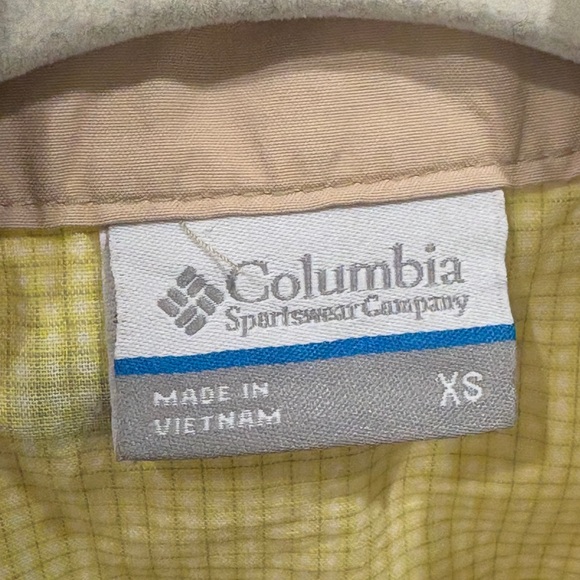 Columbia
Sportswear Company
MADE IN
VIETNAM
XS